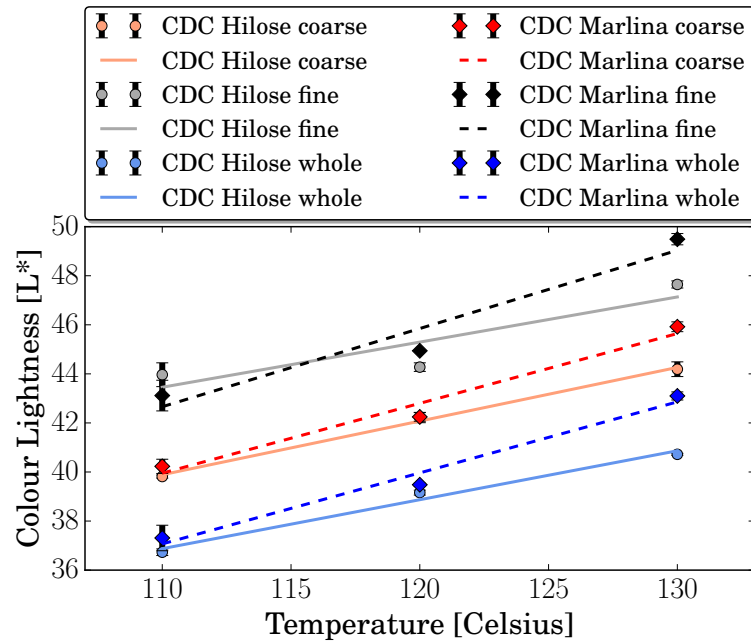 CDC Hilose coarse CDC Marlina coarse
CDC Hilose coarse CDC Marlina coarse
CDC Hilose fine CDC Marlina fine
CDC Hilose fine CDC Marlina fine
CDC Hilose whole CDC Marlina whole
CDC Hilose whole CDC Marlina whole
50
48
46
44
42
40
38
36
Colour Lightness [L*]
110 115 120 125 130
Temperature [Celsius]